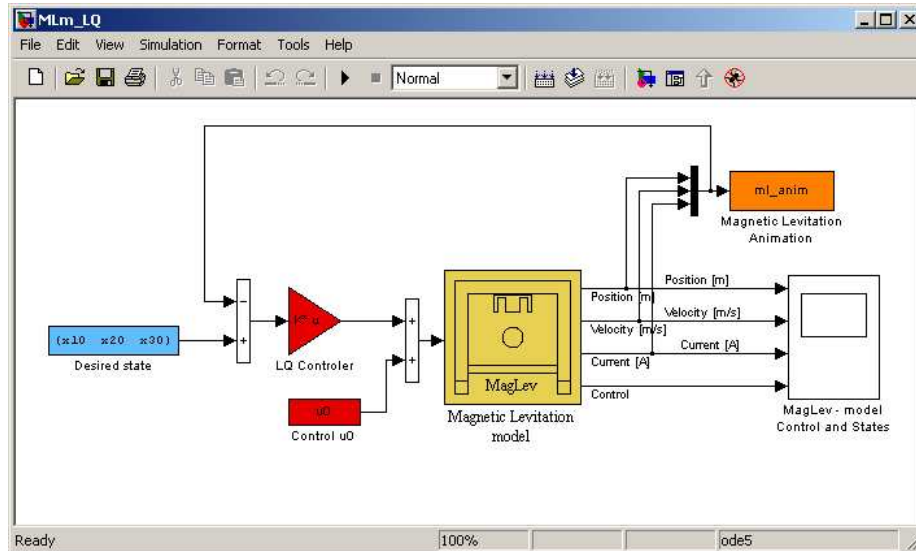 MLm_LQ
File Edit View Simulation Format Tools Help
Normal
ml_anim
Magnetic Levitation
Animation
Position [m]
Position [m]
Velocity [m/s]
Velocity [m/s]
Current [A]
Current [A]
Control
(x10 x20 x30)
Desired state
K*u
LQ Controler
u0
Control u0
MagLev
Magnetic Levitation
model
MagLev - model
Control and States
Ready 100% ode5